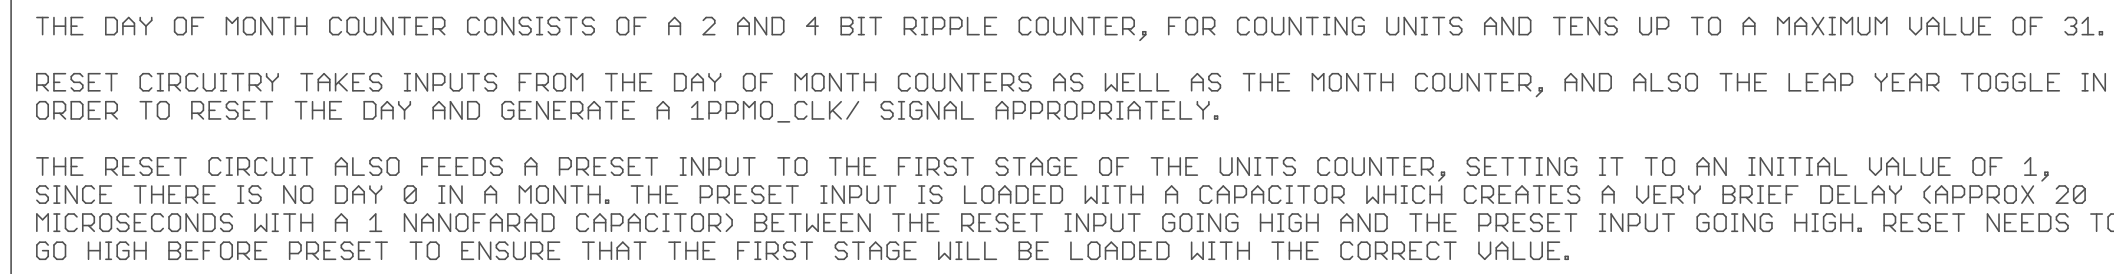 THE DAY OF MONTH COUNTER CONSISTS OF A 2 AND 4 BIT RIPPLE COUNTER, FOR COUNTING UNITS AND TENS UP TO A MAXIMUM VALUE OF 31.
RESET CIRCUITRY TAKES INPUTS FROM THE DAY OF MONTH COUNTERS AS WELL AS THE MONTH COUNTER, AND ALSO THE LEAP YEAR TOGGLE IN
ORDER TO RESET THE DAY AND GENERATE A 1PPMO_CLK/ SIGNAL APPROPRIATELY.
THE RESET CIRCUIT ALSO FEEDS A PRESET INPUT TO THE FIRST STAGE OF THE UNITS COUNTER, SETTING IT TO AN INITIAL VALUE OF 1,
SINCE THERE IS NO DAY 0 IN A MONTH. THE PRESET INPUT IS LOADED WITH A CAPACITOR WHICH CREATES A VERY BRIEF DELAY (APPROX 20
MICROSECONDS WITH A 1 NANOFARAD CAPACITOR) BETWEEN THE RESET INPUT GOING HIGH AND THE PRESET INPUT GOING HIGH. RESET NEEDS TO
GO HIGH BEFORE PRESET TO ENSURE THAT THE FIRST STAGE WILL BE LOADED WITH THE CORRECT VALUE.